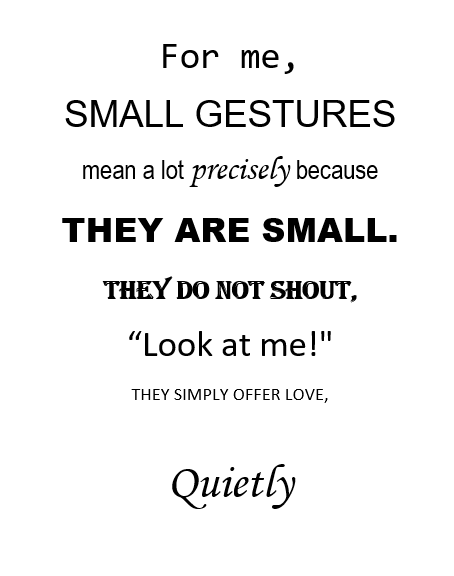 For me,
SMALL GESTURES
mean a lot precisely because
THEY ARE SMALL.
THEY DO NOT SHOUT,
“Look at me!"
THEY SIMPLY OFFER LOVE,
Quietly